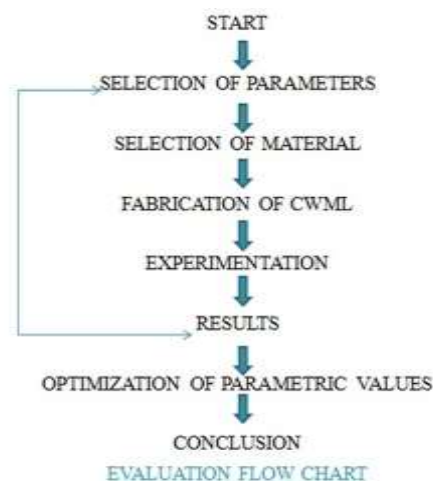 START
SELECTION OF PARAMETERS
SELECTION OF MATERIAL
FABRICATION OF CWML
EXPERIMENTATION
RESULTS
OPTIMIZATION OF PARAMETRIC VALUES
CONCLUSION
EVALUATION FLOW CHART